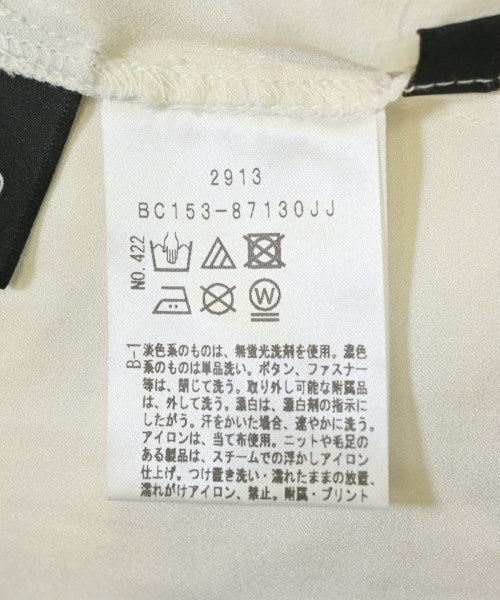 2913
BC153-87130JJ
NO.422
W
B-1
淡色系のものは、無蛍光洗剤を使用。濃色
系のものは単品洗い。ボタン、ファスナー
等は、閉じて洗う。取り外し可能な附属品
は、外して洗う。漂白は、漂白剤の指示に
したがう。汗をかいた場合、速やかに洗う。
アイロンは、当て布使用。ニットや毛足の
ある製品は、スチームでの浮かしアイロン
仕上げ。つけ置き洗い・濡れたままの放置、
濡れがけアイロン、禁止。附属・プリント